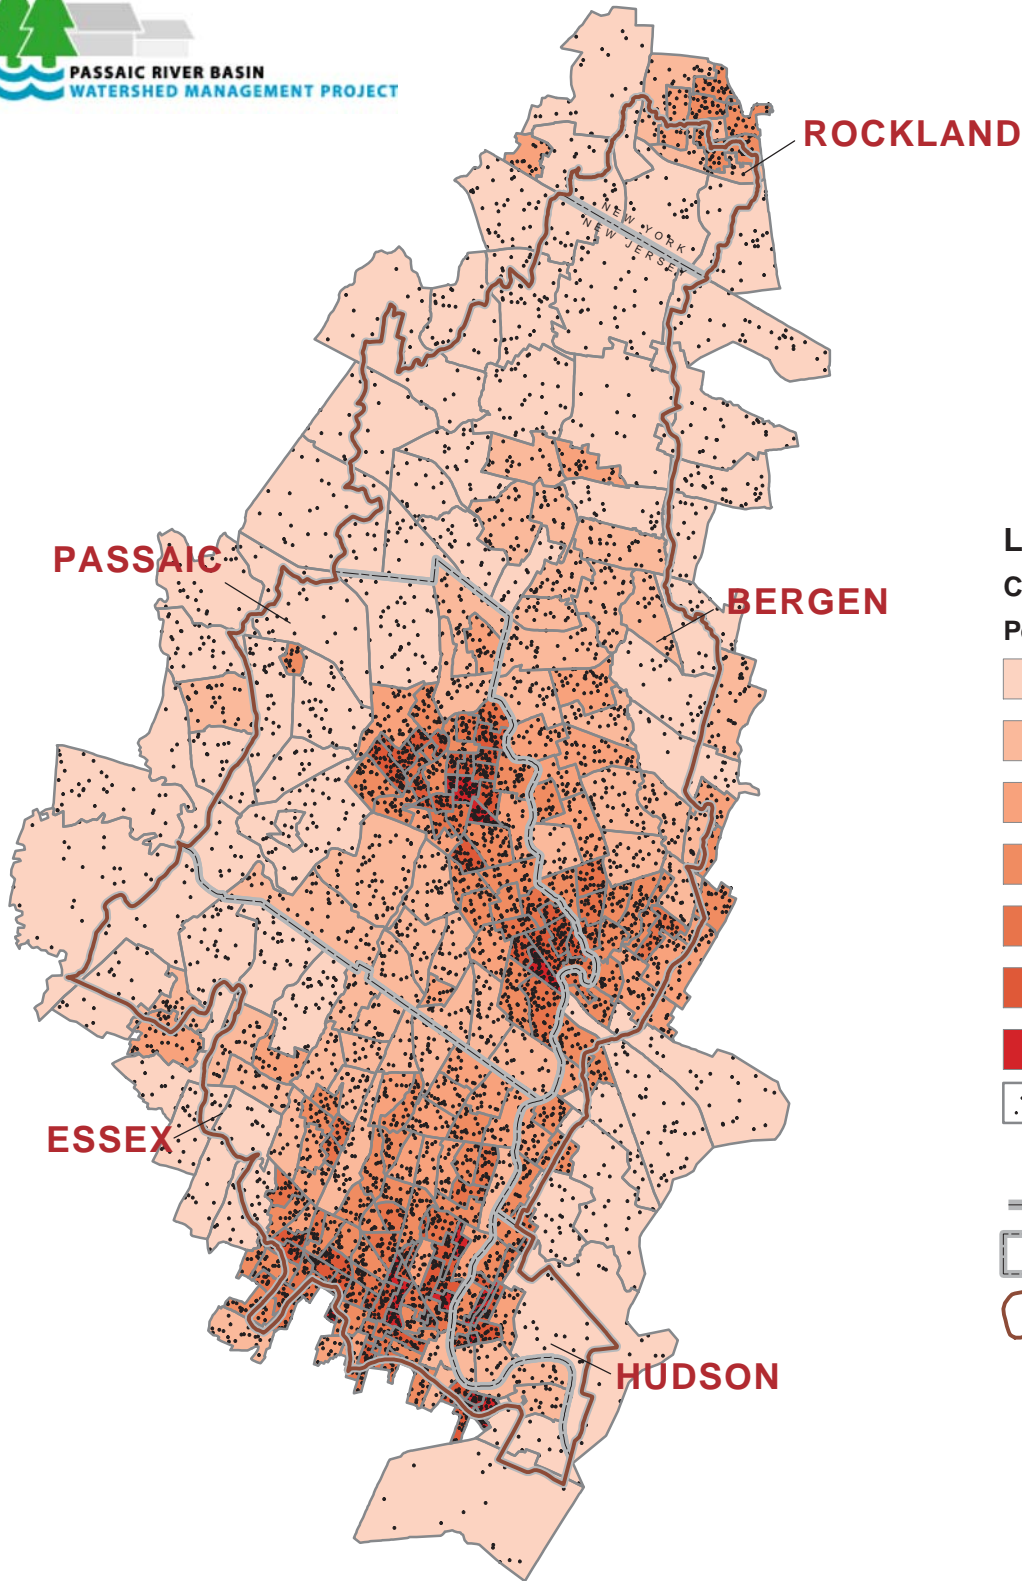 PASSAIC RIVER BASIN
WATERSHED MANAGEMENT PROJECT
ROCKLAND
NEW YORK
NEW JERSEY
PASSAIC
BERGEN
ESSEX
HUDSON
L
C